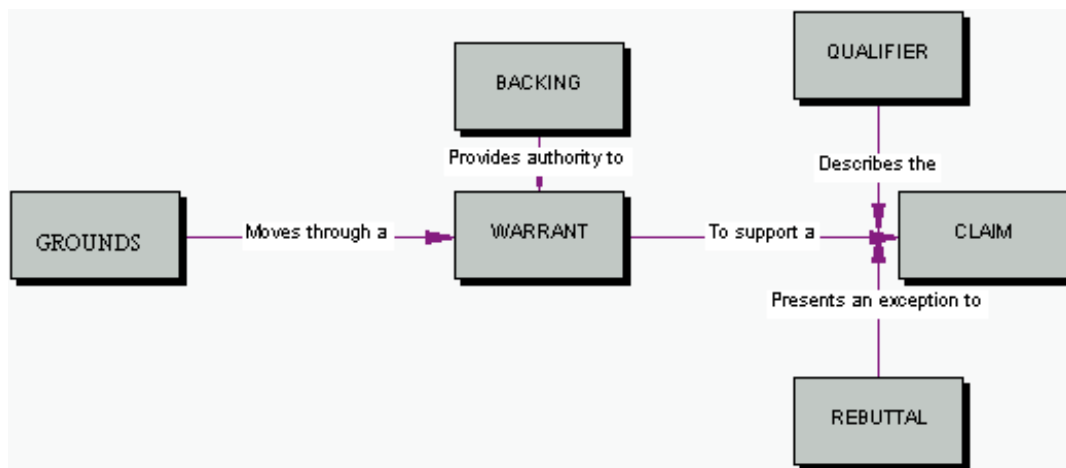 QUALIFIER
BACKING
Provides authority to
Describes the
GROUNDS
Moves through a
WARRANT
To support a
CLAIM
Presents an exception to
REBUTTAL